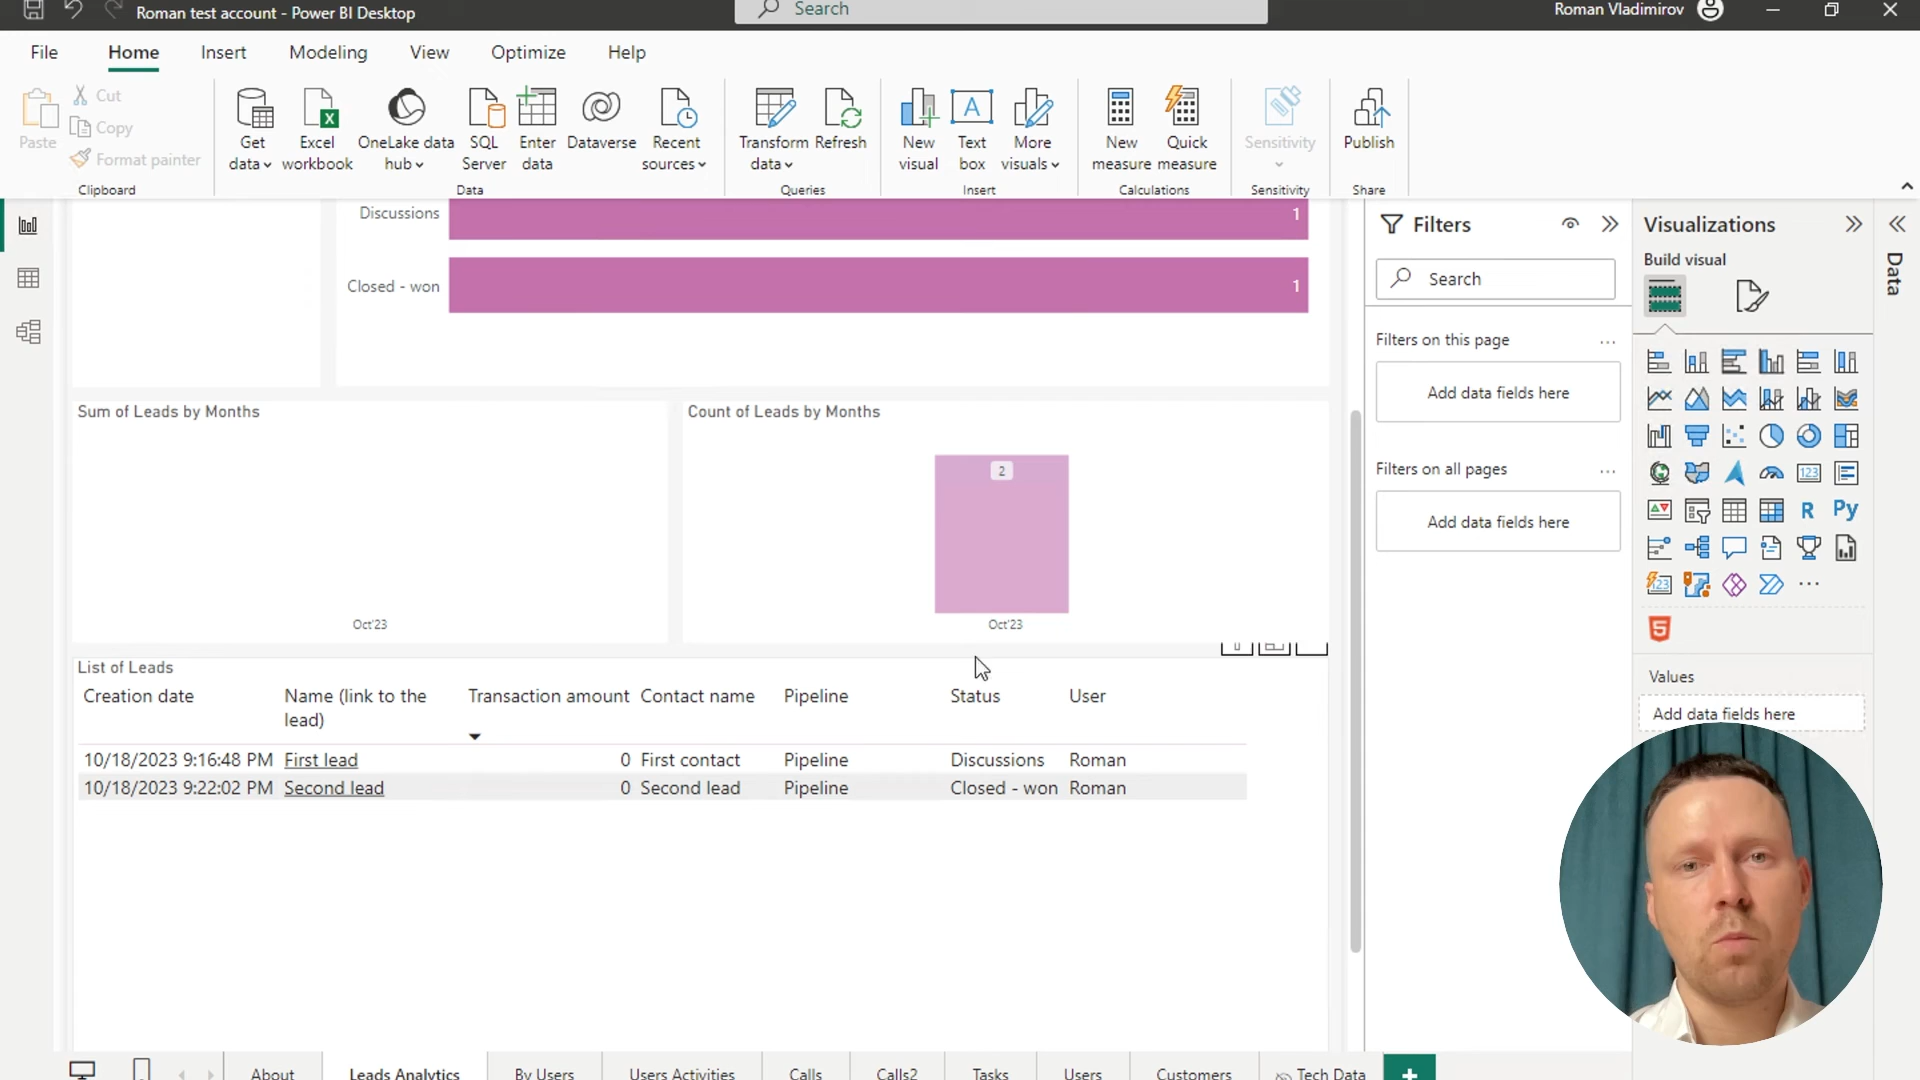 Roman test account - Power BI Desktop
Search
Roman Vladimirov
File
Home
Insert
Modeling
View
Optimize
Help
Paste
Cut
Copy
Format painter
Clipboard
Get data
Excel workbook
OneLake data hub
SQL Server
Enter data
Dataverse
Recent sources
Data
Transform data
Refresh
Queries
New visual
Text box
More visuals
Insert
New measure
Quick measure
Calculations
Sensitivity
Sensitivity
Publish
Share
Discussions
1
Closed - won
1
Sum of Leads by Months
Oct'23
Count of Leads by Months
2
Oct'23
List of Leads
Creation date Name (link to the lead) Transaction amount Contact name Pipeline Status User
10/18/2023 9:16:48 PM First lead 0 First contact Pipeline Discussions Roman
10/18/2023 9:22:02 PM Second lead 0 Second lead Pipeline Closed - won Roman
Filters
Search
Filters on this page
...
Add data fields here
Filters on all pages
...
Add data fields here
Visualizations
Build visual
123
R
Py
123
...
5
Values
Add data fields here
Data
About
Leads Analytics
By Users
Users Activities
Calls
Calls2
Tasks
Users
Customers
Tech Data
+